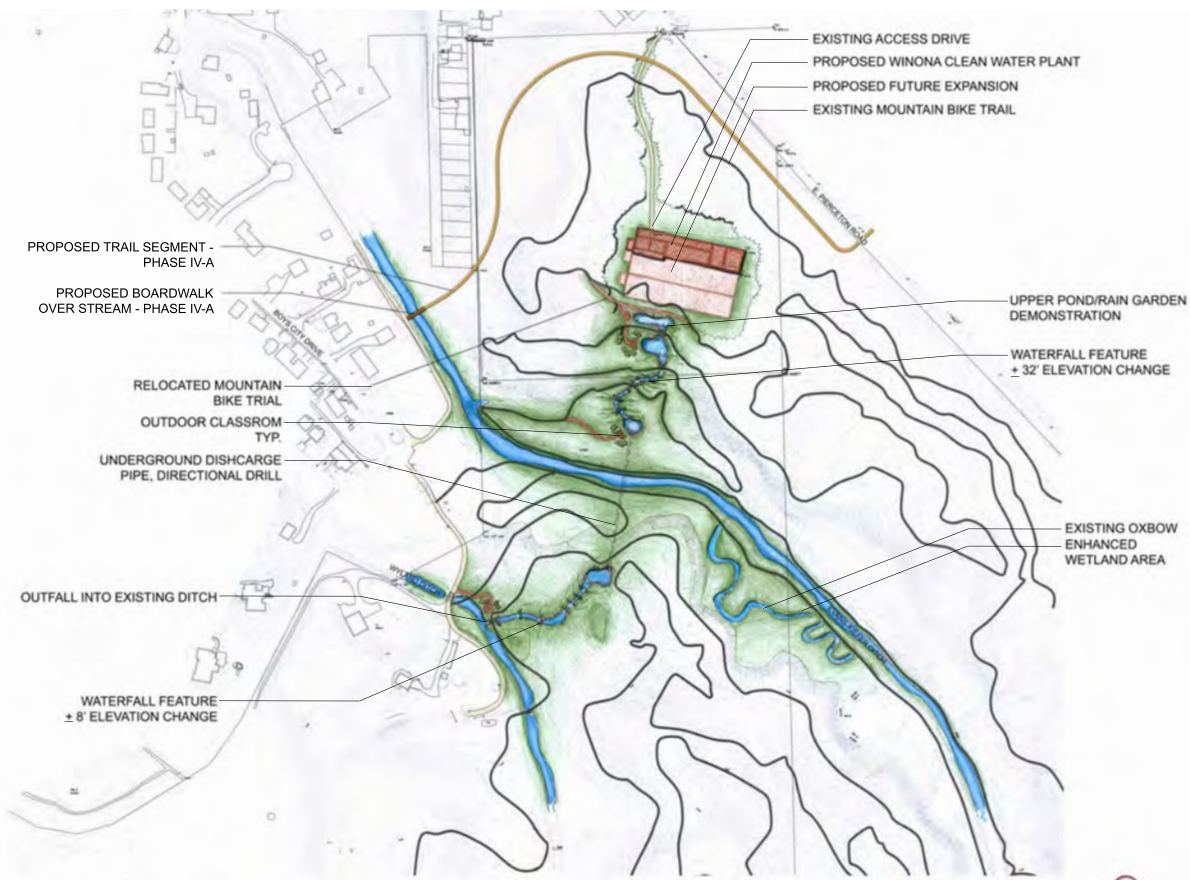 EXISTING ACCESS DRIVE
PROPOSED WINONA CLEAN WATER PLANT
PROPOSED FUTURE EXPANSION
EXISTING MOUNTAIN BIKE TRAIL
E. PIERCETON ROAD
PROPOSED TRAIL SEGMENT -
PHASE IV-A
PROPOSED BOARDWALK
OVER STREAM - PHASE IV-A
BOYS CITY DRIVE
UPPER POND/RAIN GARDEN
DEMONSTRATION
WATERFALL FEATURE
± 32' ELEVATION CHANGE
RELOCATED MOUNTAIN
BIKE TRIAL
OUTDOOR CLASSROM
TYP.
UNDERGROUND DISHCARGE
PIPE, DIRECTIONAL DRILL
EXISTING OXBOW
ENHANCED
WETLAND AREA
WYLAND DITCH
OUTFALL INTO EXISTING DITCH
WATERFALL FEATURE
± 8' ELEVATION CHANGE